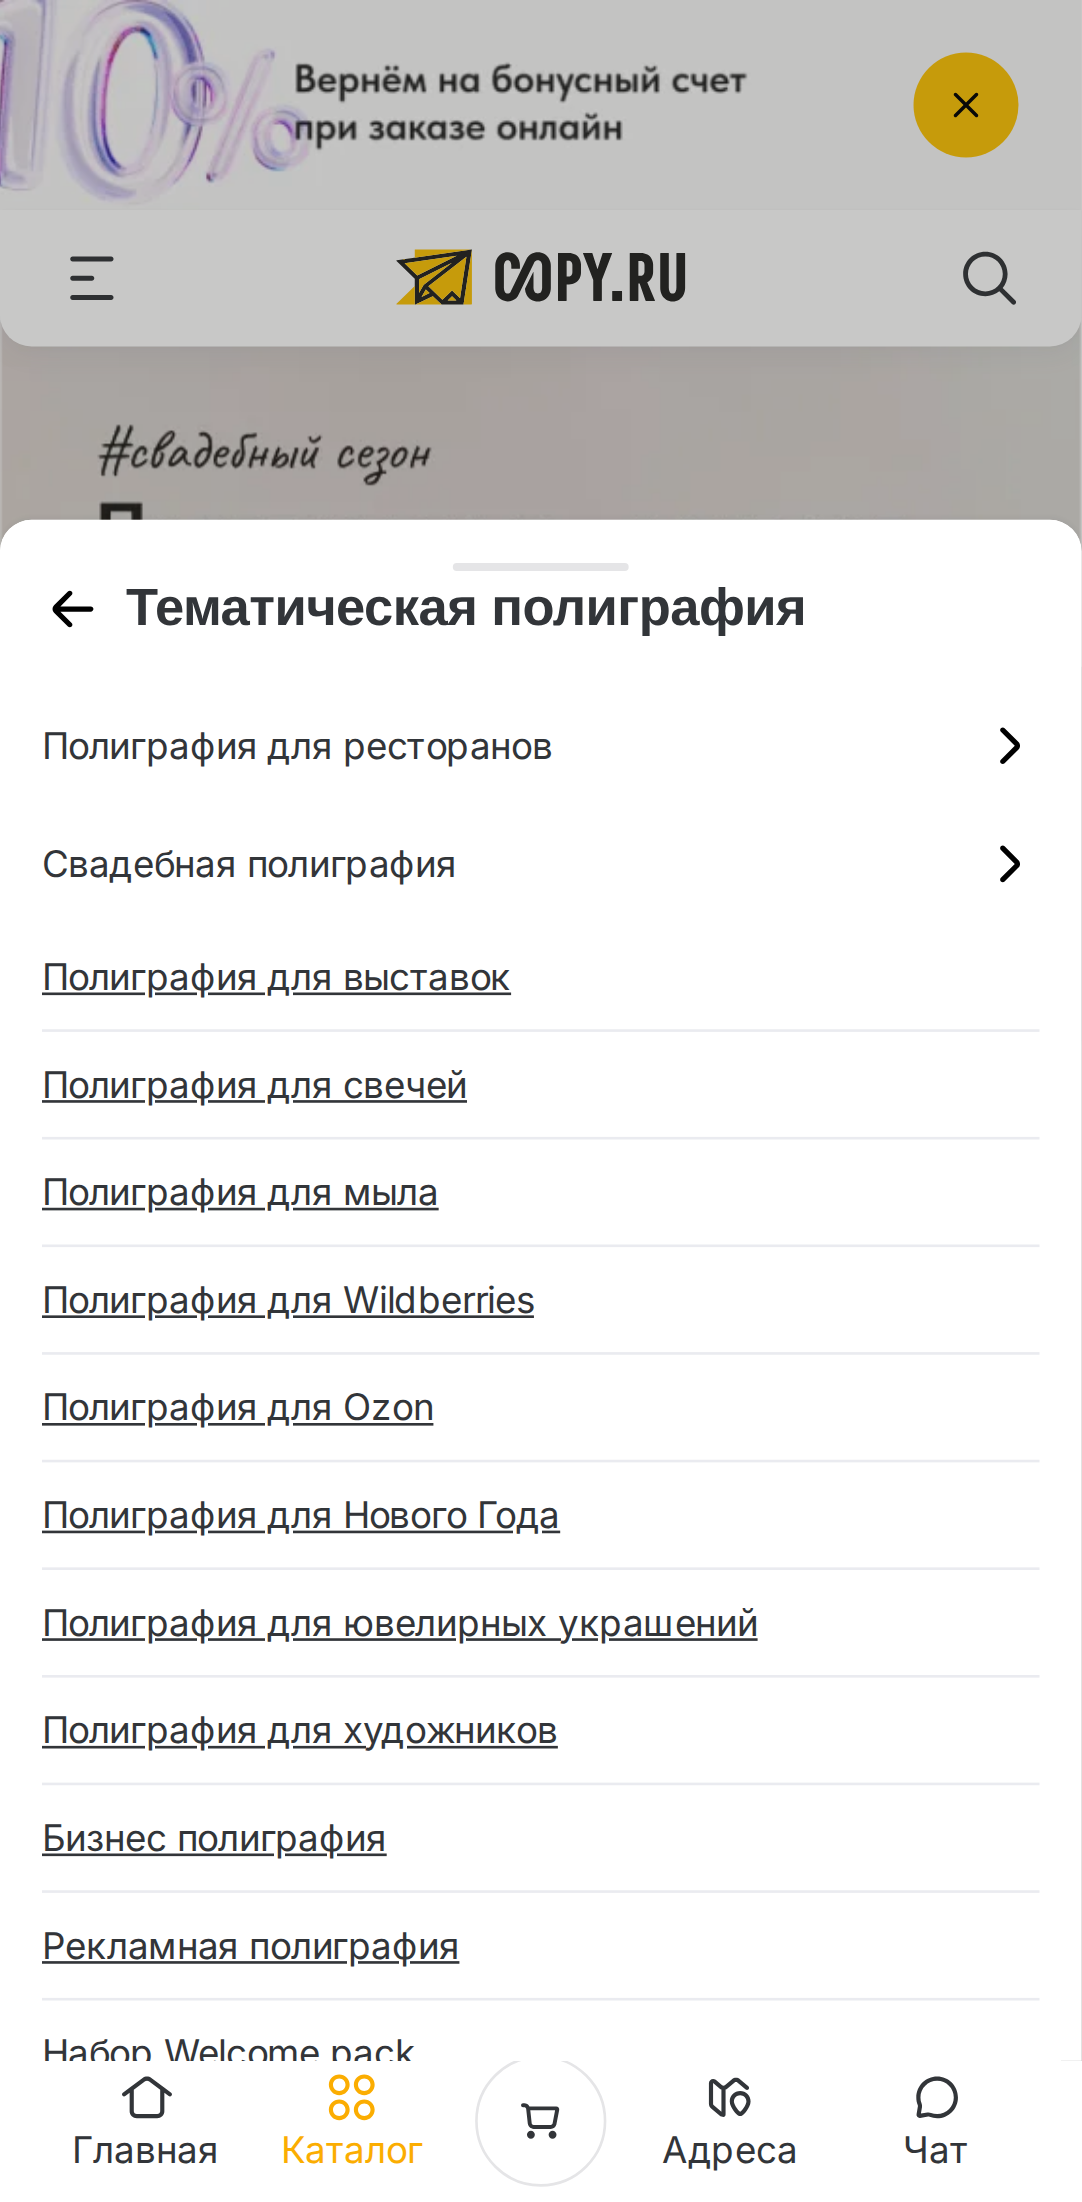 10%
Вернём на бонусный счет
при заказе онлайн
COPY.RU
#свадебный сезон
Тематическая полиграфия
Полиграфия для ресторанов
Свадебная полиграфия
Полиграфия для выставок
Полиграфия для свечей
Полиграфия для мыла
Полиграфия для Wildberries
Полиграфия для Ozon
Полиграфия для Нового Года
Полиграфия для ювелирных украшений
Полиграфия для художников
Бизнес полиграфия
Рекламная полиграфия
Набор Welcome pack
Главная
Каталог
Адреса
Чат